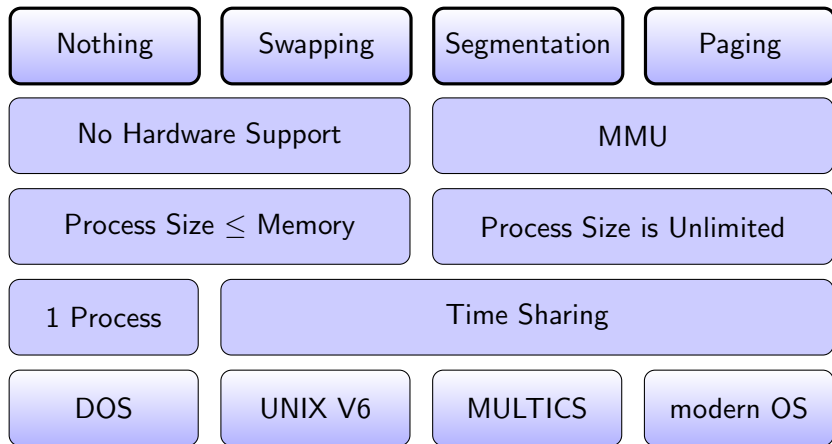 Nothing
Swapping
Segmentation
Paging
No Hardware Support
MMU
Process Size ≤ Memory
Process Size is Unlimited
1 Process
Time Sharing
DOS
UNIX V6
MULTICS
modern OS